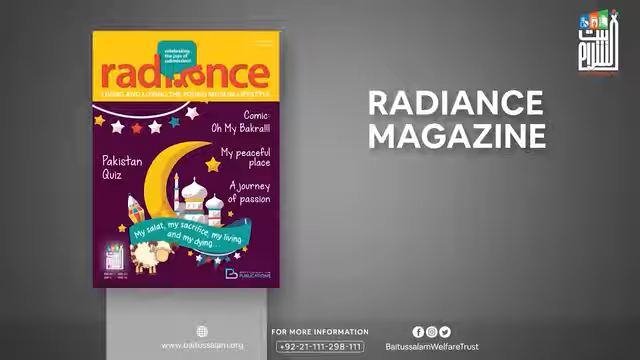 celebrating
the joys of
submission!
radiance
LIVING AND LOVING THE YOUNG MUSLIM LIFESTYLE
Comic:
Oh My Bakra!!!
Pakistan
Quiz
My peaceful
place
A journey
of passion
My salat, my sacrifice, my living
and my dying...
PUBLICATIONS
RADIANCE
MAGAZINE
بیت السلام
www.baitussalam.org
FOR MORE INFORMATION
+92-21-111-298-111
BaitussalamWelfareTrust